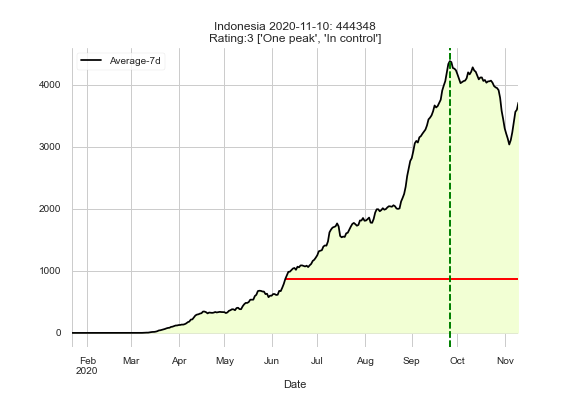 Indonesia 2020-11-10: 444348
Rating:3 ['One peak', 'In control']
Average-7d
4000
3000
2000
1000
0
Feb Mar Apr May Jun Jul Aug Sep Oct Nov
2020
Date